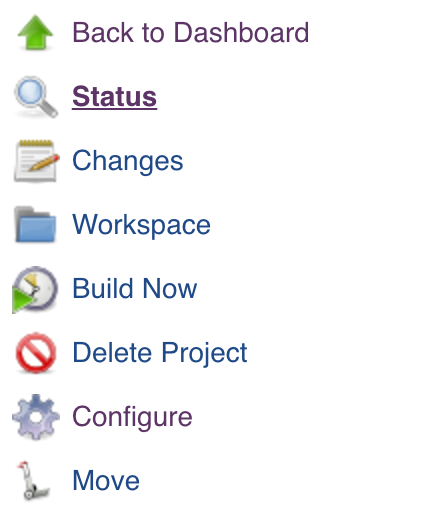 Back to Dashboard
Status
Changes
Workspace
Build Now
Delete Project
Configure
Move